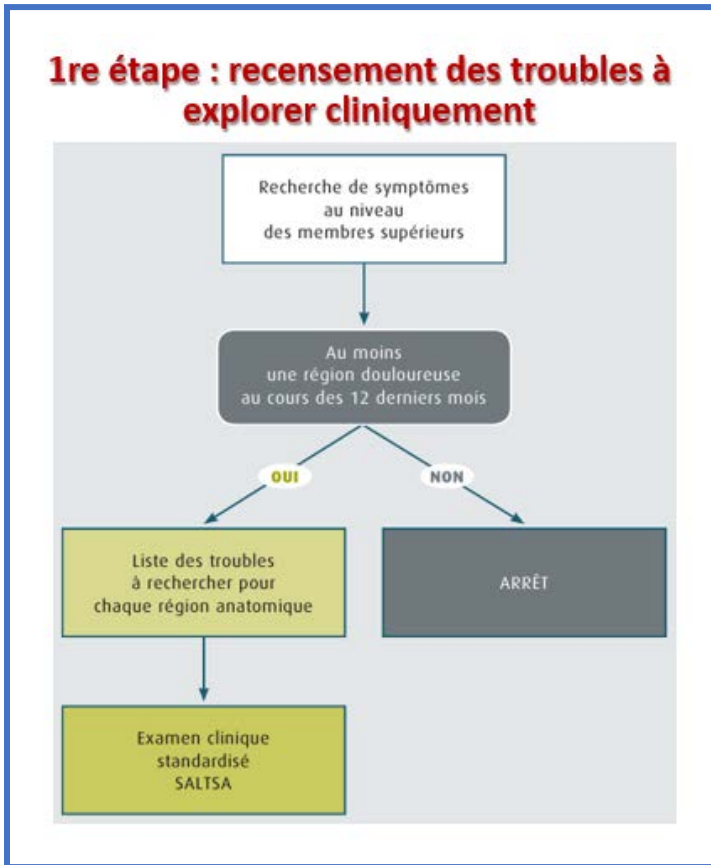 1re étape : recensement des troubles à
explorer cliniquement
Recherche de symptômes
au niveau
des membres supérieurs
Au moins
une région douloureuse
au cours des 12 derniers mois
OUI
NON
Liste des troubles
à rechercher pour
chaque région anatomique
ARRÊT
Examen clinique
standardisé
SALTSA